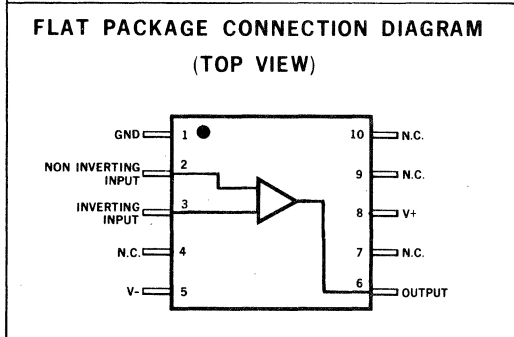 FLAT PACKAGE CONNECTION DIAGRAM
(TOP VIEW)
GND 1 10 N.C.
NON INVERTING
INPUT 2 9 N.C.
INVERTING
INPUT 3 8 V+
N.C. 4 7 N.C.
V- 5 6 OUTPUT